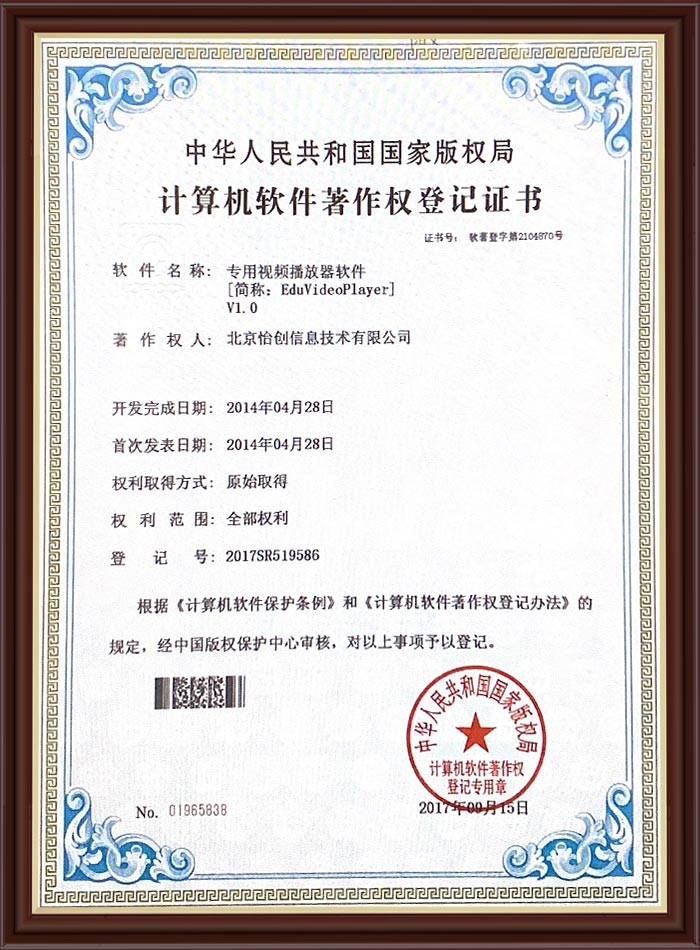 中华人民共和国国家版权局
计算机软件著作权登记证书
证书号： 软著登字第2104870号
软件名称： 专用视频播放器软件
[简称：EduVideoPlayer]
V1.0
著作权人： 北京怡创信息技术有限公司
开发完成日期： 2014年04月28日
首次发表日期： 2014年04月28日
权利取得方式： 原始取得
权利范围： 全部权利
登记号： 2017SR519586
根据《计算机软件保护条例》和《计算机软件著作权登记办法》的
规定，经中国版权保护中心审核，对以上事项予以登记。
中华人民共和国国家版权局
计算机软件著作权
登记专用章
No. 01965838
2017年09月15日